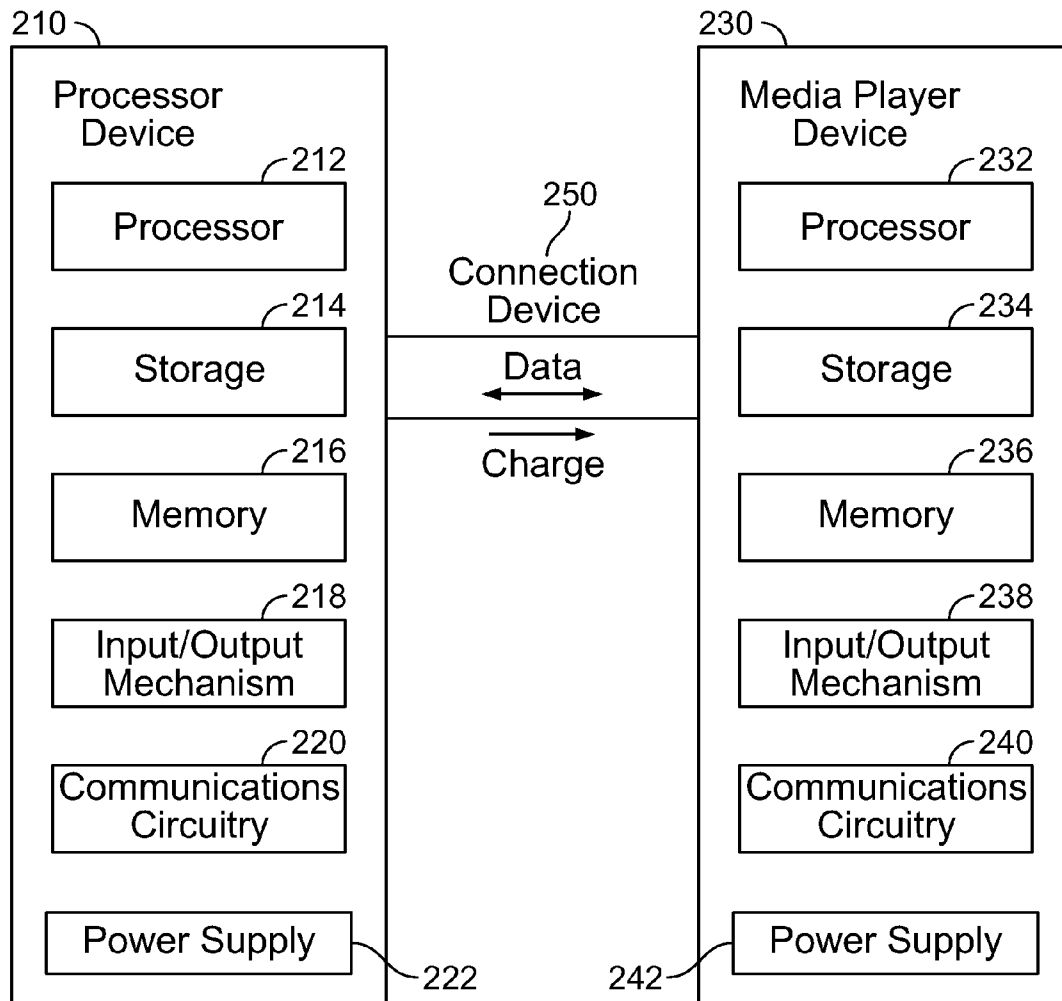 210
Processor
Device
212
Processor
214
Storage
216
Memory
218
Input/Output
Mechanism
220
Communications
Circuitry
Power Supply
222
250
Connection
Device
Data
Charge
230
Media Player
Device
232
Processor
234
Storage
236
Memory
238
Input/Output
Mechanism
240
Communications
Circuitry
Power Supply
242